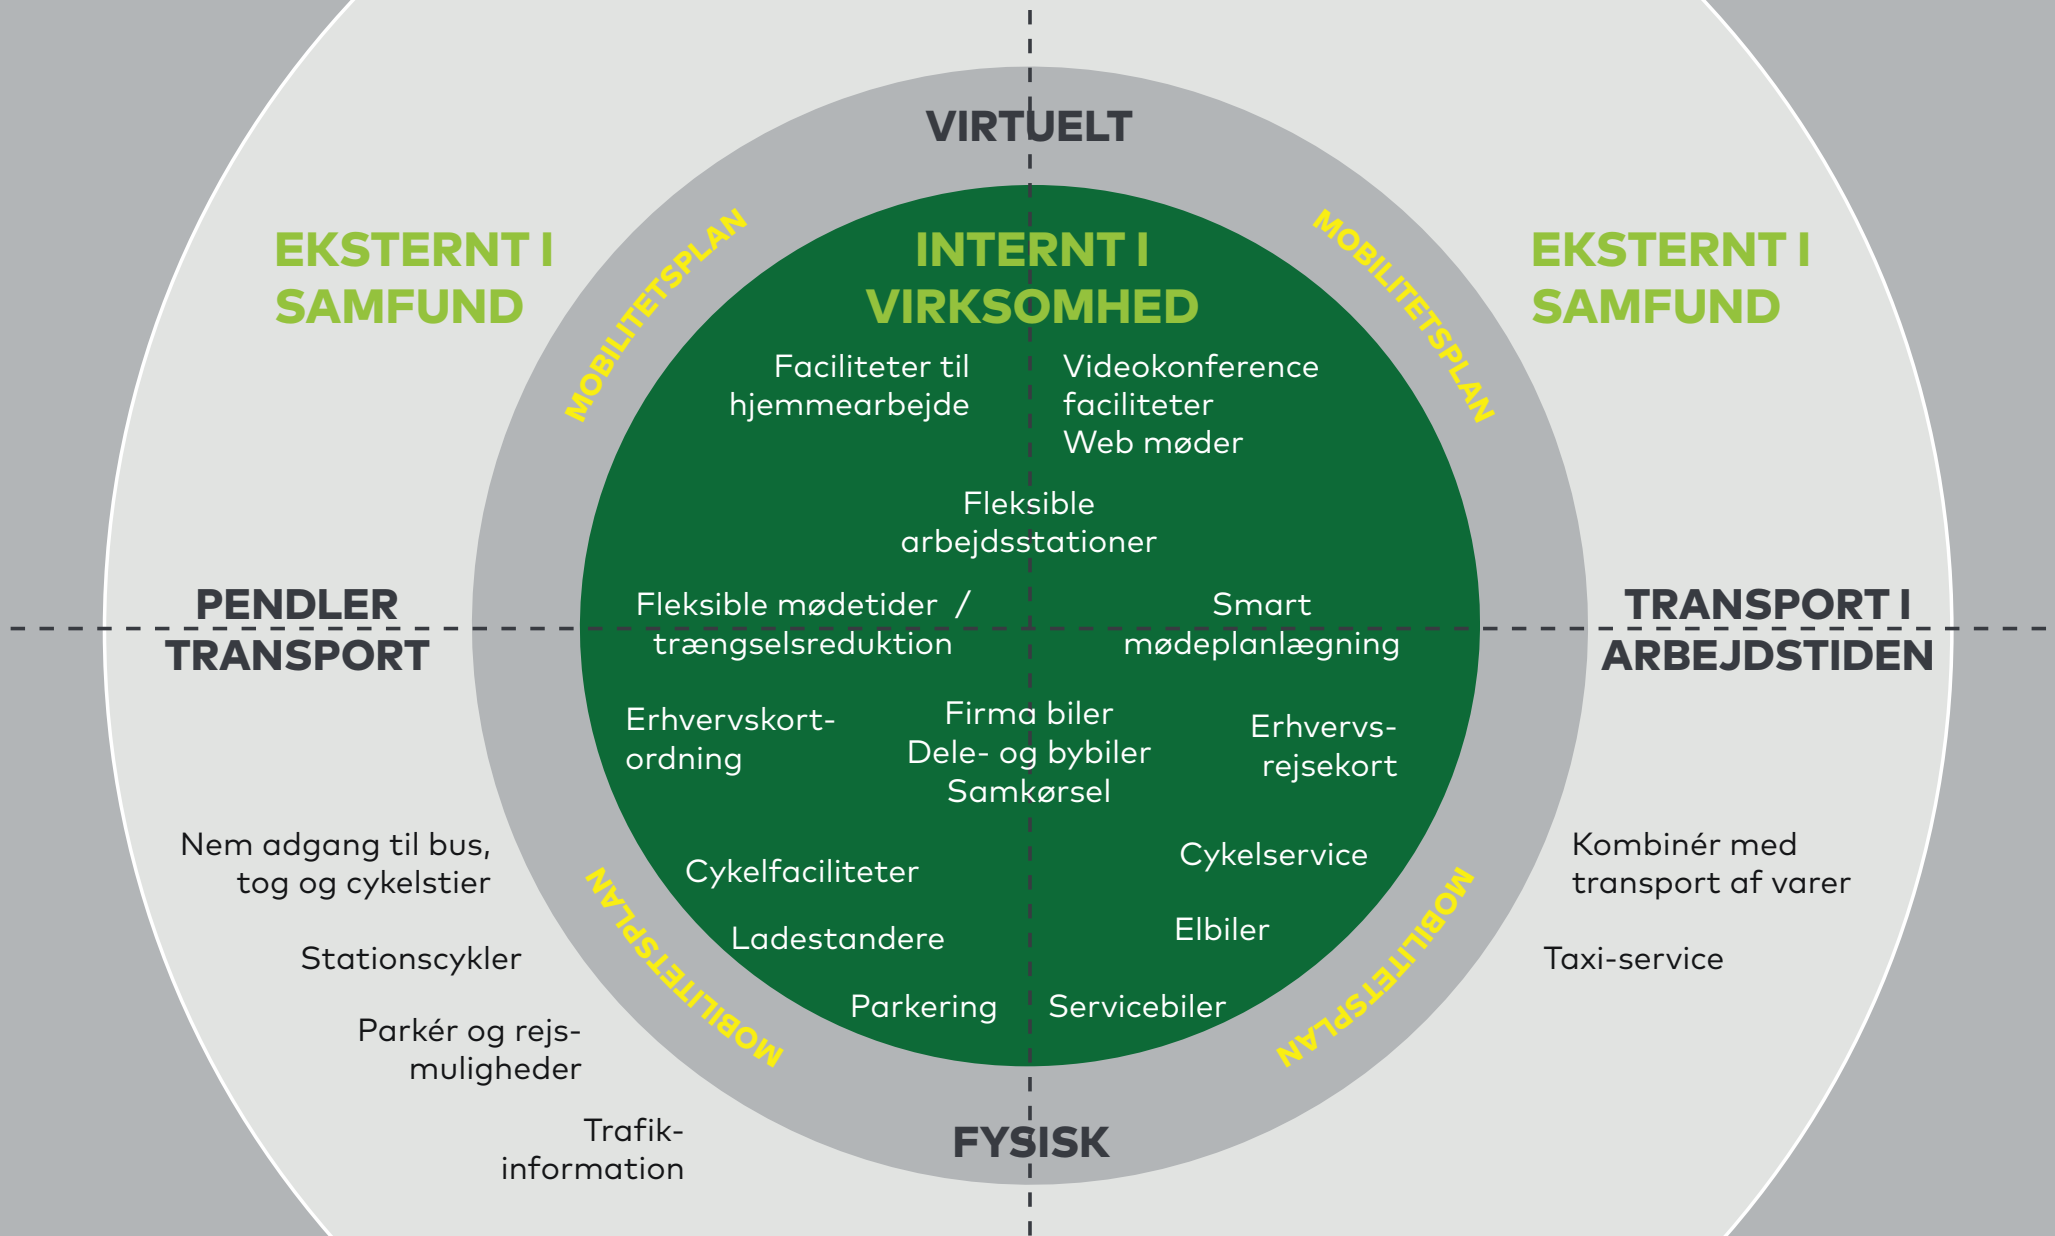 VIRTUELT
EKSTERNT I
SAMFUND
MOBILITETSPLAN
INTERNT I
VIRKSOMHED
MOBILITETSPLAN
EKSTERNT I
SAMFUND
Faciliteter til
hjemmearbejde
Videokonference
faciliteter
Web møder
Fleksible
arbejdsstationer
PENDLER
TRANSPORT
Fleksible mødetider /
trængselsreduktion
Smart
mødeplanlægning
TRANSPORT I
ARBEJDSTIDEN
Erhvervskort-
ordning
Firma biler
Dele- og bybiler
Samkørsel
Erhvervs-
rejsekort
Nem adgang til bus,
tog og cykelstier
Cykelfaciliteter
Cykelservice
Kombinér med
transport af varer
Stationscykler
MOBILITETSPLAN
Ladestandere
Elbiler
MOBILITETSPLAN
Taxi-service
Parkér og rejs-
muligheder
Parkering
Servicebiler
Trafik-
information
FYSISK